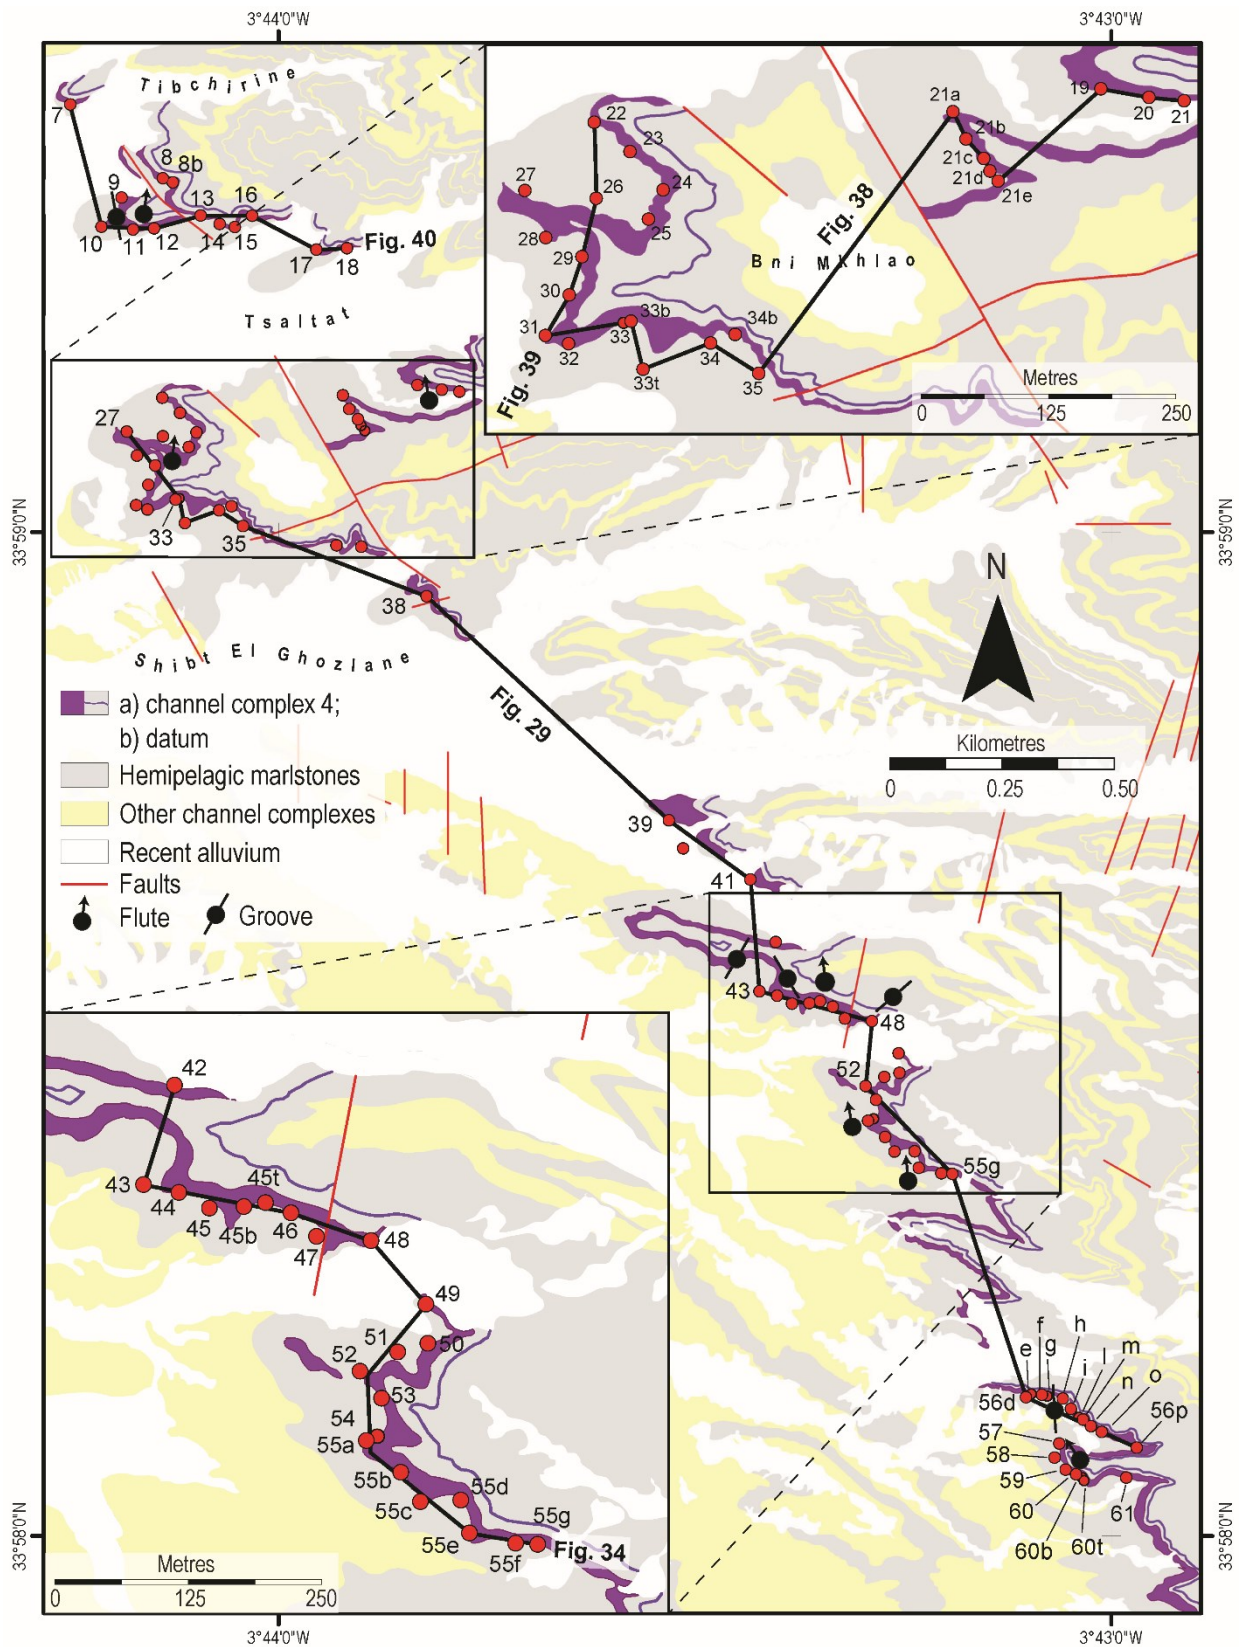 3°44'0"W
3°43'0"W
Tibchirine
7
8
8b
9
10
11
12
13
14
15
16
17
18
Fig. 40
Tsaltat
19
20
21
21a
21b
21c
21d
21e
22
23
24
25
26
27
28
29
30
31
32
33
33b
33t
34
34b
35
Fig. 38
Fig. 39
Bni Mkhlao
Metres
0 125 250
27
33
35
38
33°59'0"N
33°59'0"N
N
Shibt El Ghozlane
Fig. 29
a) channel complex 4;
b) datum
Hemipelagic marlstones
Other channel complexes
Recent alluvium
Faults
Flute
Groove
Kilometres
0 0.25 0.50
39
41
43
48
52
55g
42
43
44
45
45b
45t
46
47
48
49
50
51
52
53
54
55a
55b
55c
55d
55e
55f
55g
Fig. 34
Metres
0 125 250
56d
e
f
g
h
i
l
m
n
o
56p
57
58
59
60
60b
60t
61
33°58'0"N
33°58'0"N
3°44'0"W
3°43'0"W